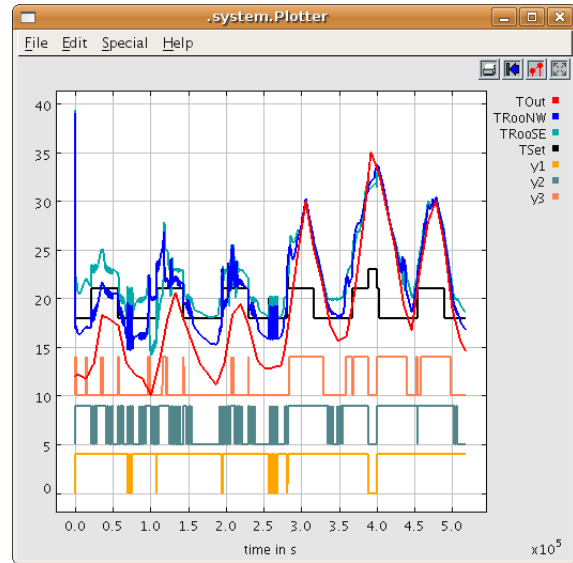 .system.Plotter
File Edit Special Help
TOut
TRooNW
TRooSE
TSet
y1
y2
y3
40
35
30
25
20
15
10
5
0
0.0 0.5 1.0 1.5 2.0 2.5 3.0 3.5 4.0 4.5 5.0
time in s
x10⁵